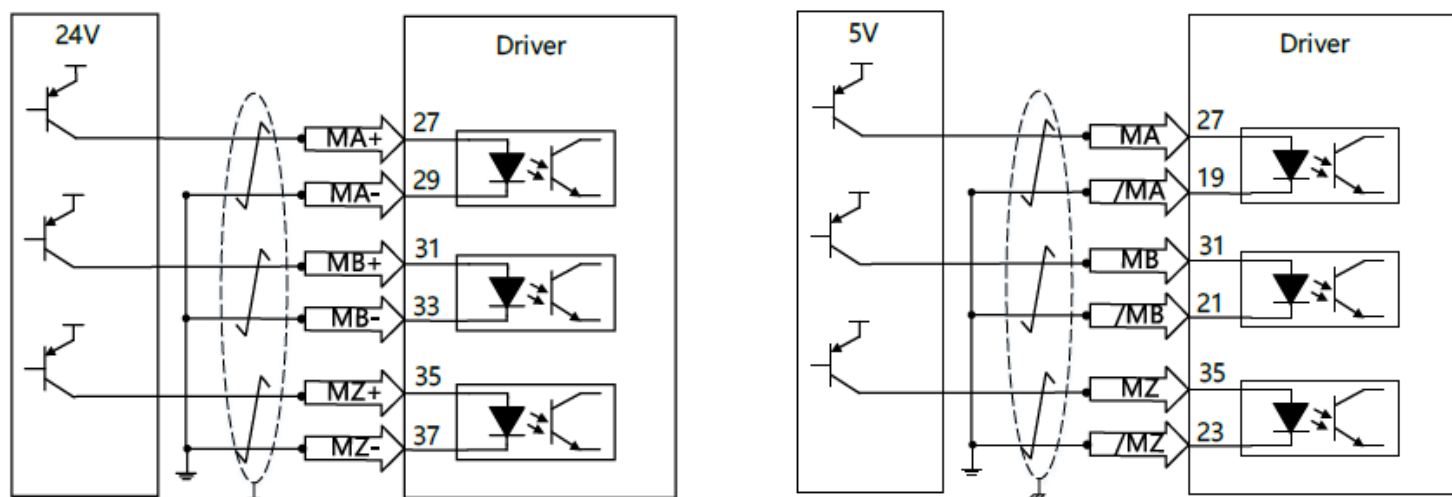 24V
Driver
MA+ 27
MA- 29
MB+ 31
MB- 33
MZ+ 35
MZ- 37
5V
Driver
MA 27
/MA 19
MB 31
/MB 21
MZ 35
/MZ 23